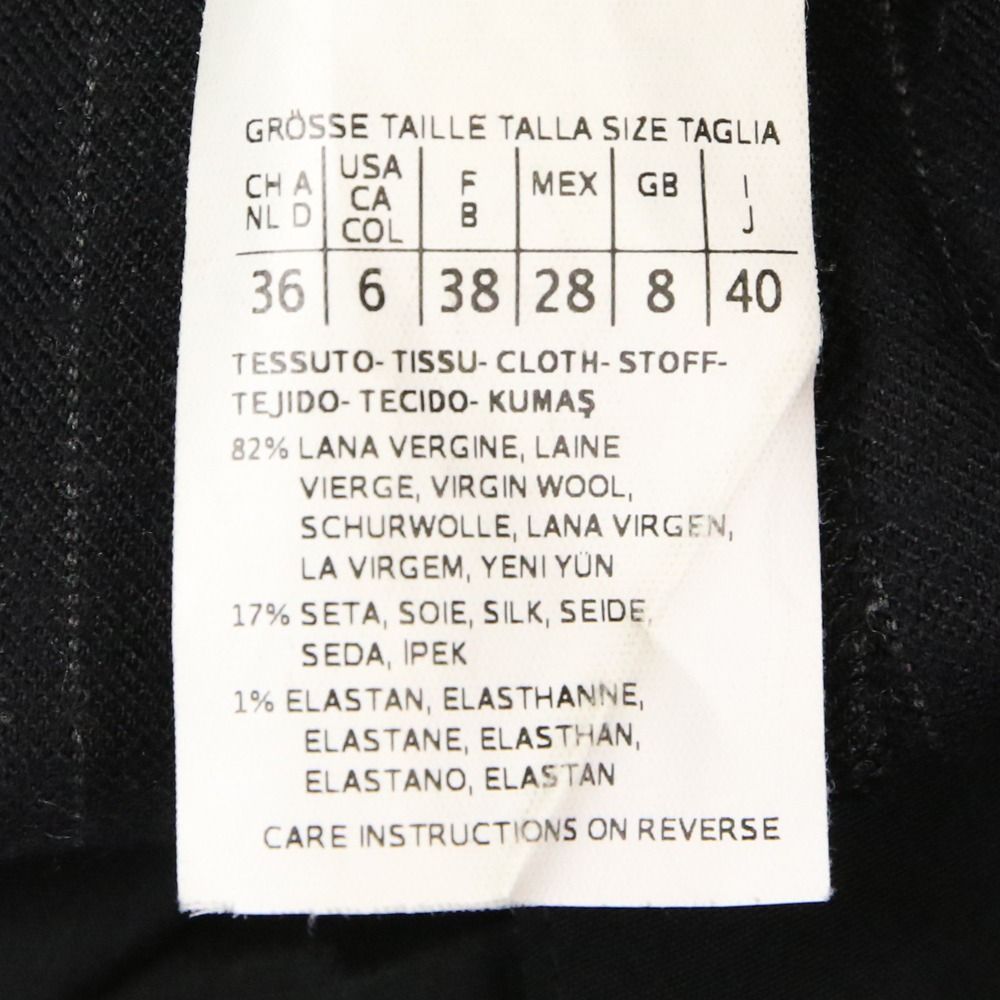 GRÖSSE TAILLE TALLA SIZE TAGLIA
CH A NL D | USA CA COL | F B | MEX | GB | I J
36 | 6 | 38 | 28 | 8 | 40
TESSUTO- TISSU- CLOTH- STOFF-
TEJIDO- TECIDO- KUMAŞ
82% LANA VERGINE, LAINE
VIERGE, VIRGIN WOOL,
SCHURWOLLE, LANA VIRGEN,
LA VIRGEM, YENI YÜN
17% SETA, SOIE, SILK, SEIDE,
SEDA, İPEK
1% ELASTAN, ELASTHANNE,
ELASTANE, ELASTHAN,
ELASTANO, ELASTAN
CARE INSTRUCTIONS ON REVERSE